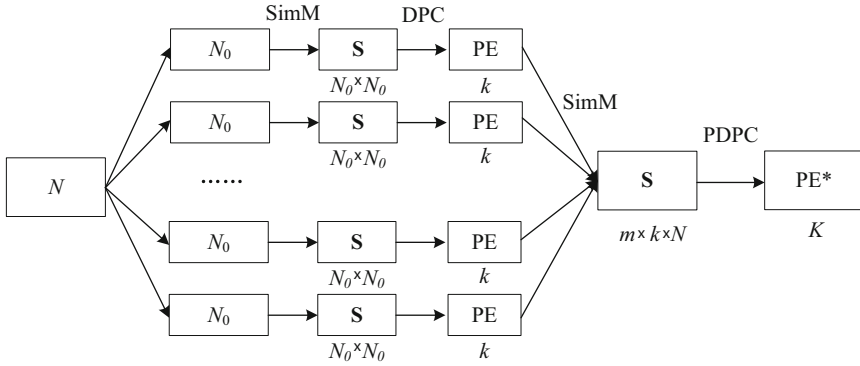 SimM DPC
N₀ S PE
N₀×N₀ k
SimM
N₀ S PE
N₀×N₀ k
PDPC
N ...... S PE*
m×k×N K
N₀ S PE
N₀×N₀ k
N₀ S PE
N₀×N₀ k